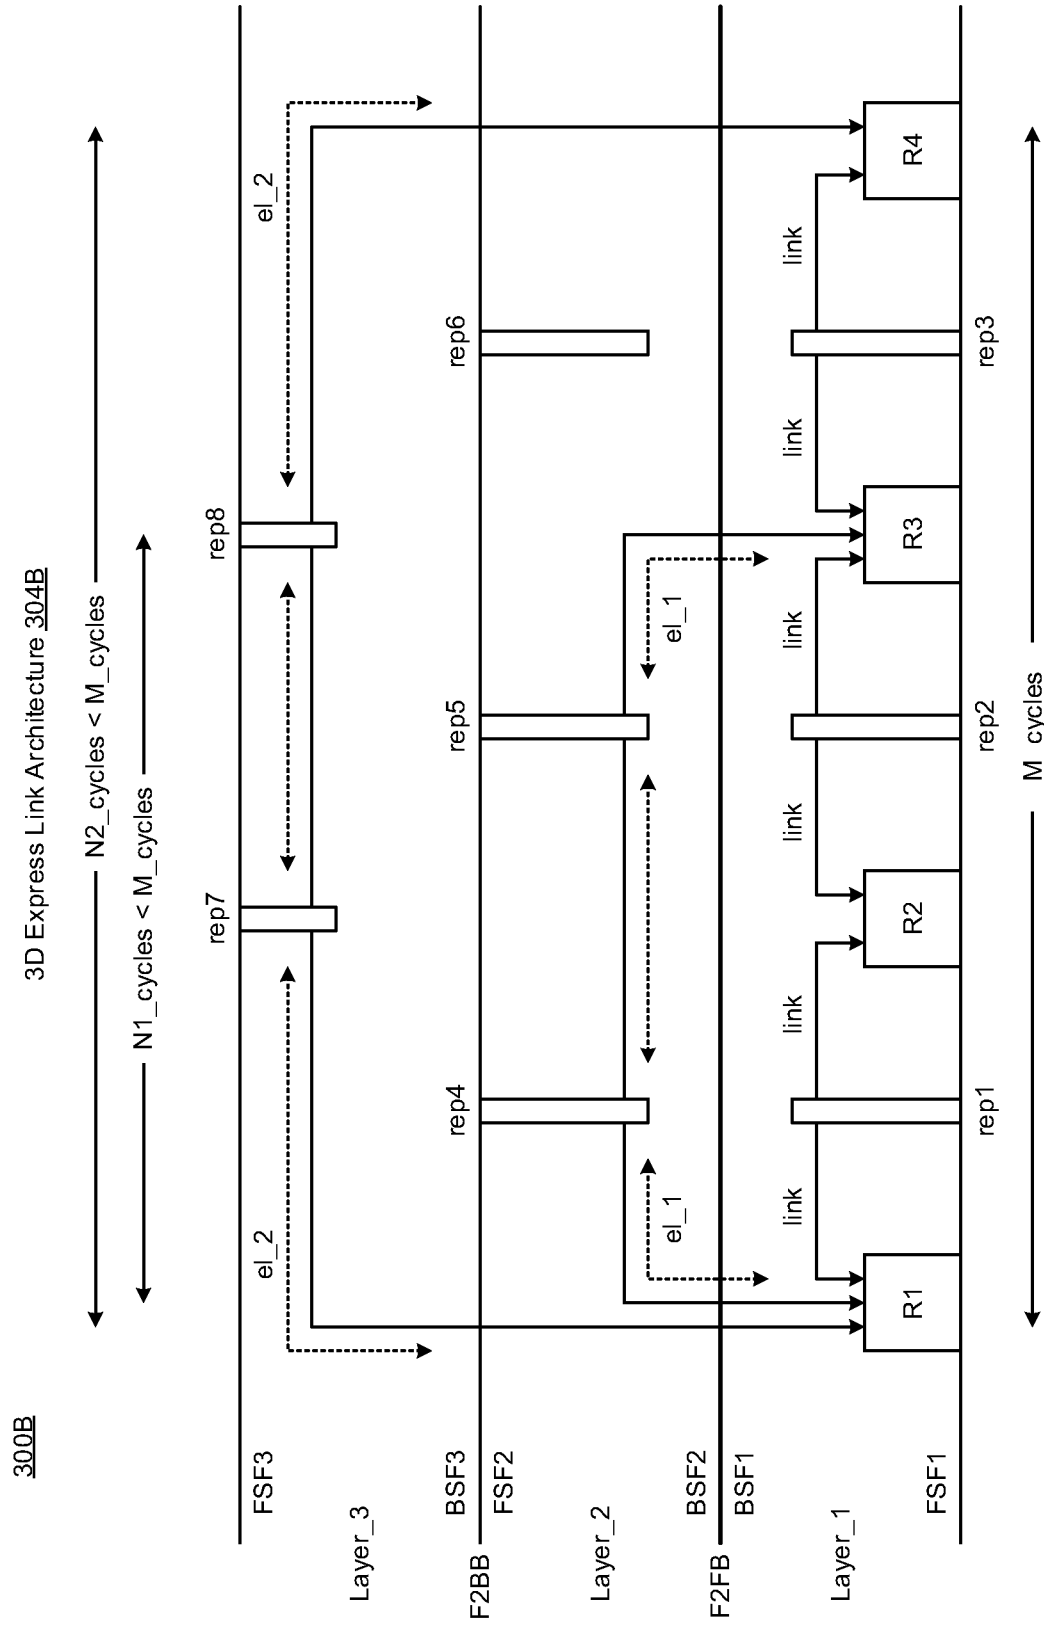 300B
3D Express Link Architecture 304B
N2_cycles < M_cycles
N1_cycles < M_cycles
rep7
rep8
FSF3
el_2
el_2
Layer_3
BSF3
rep4
rep5
rep6
F2BB
FSF2
Layer_2
el_1
el_1
BSF2
F2FB
BSF1
link
link
link
link
link
link
Layer_1
R1
R2
R3
R4
FSF1
rep1
rep2
rep3
M cycles